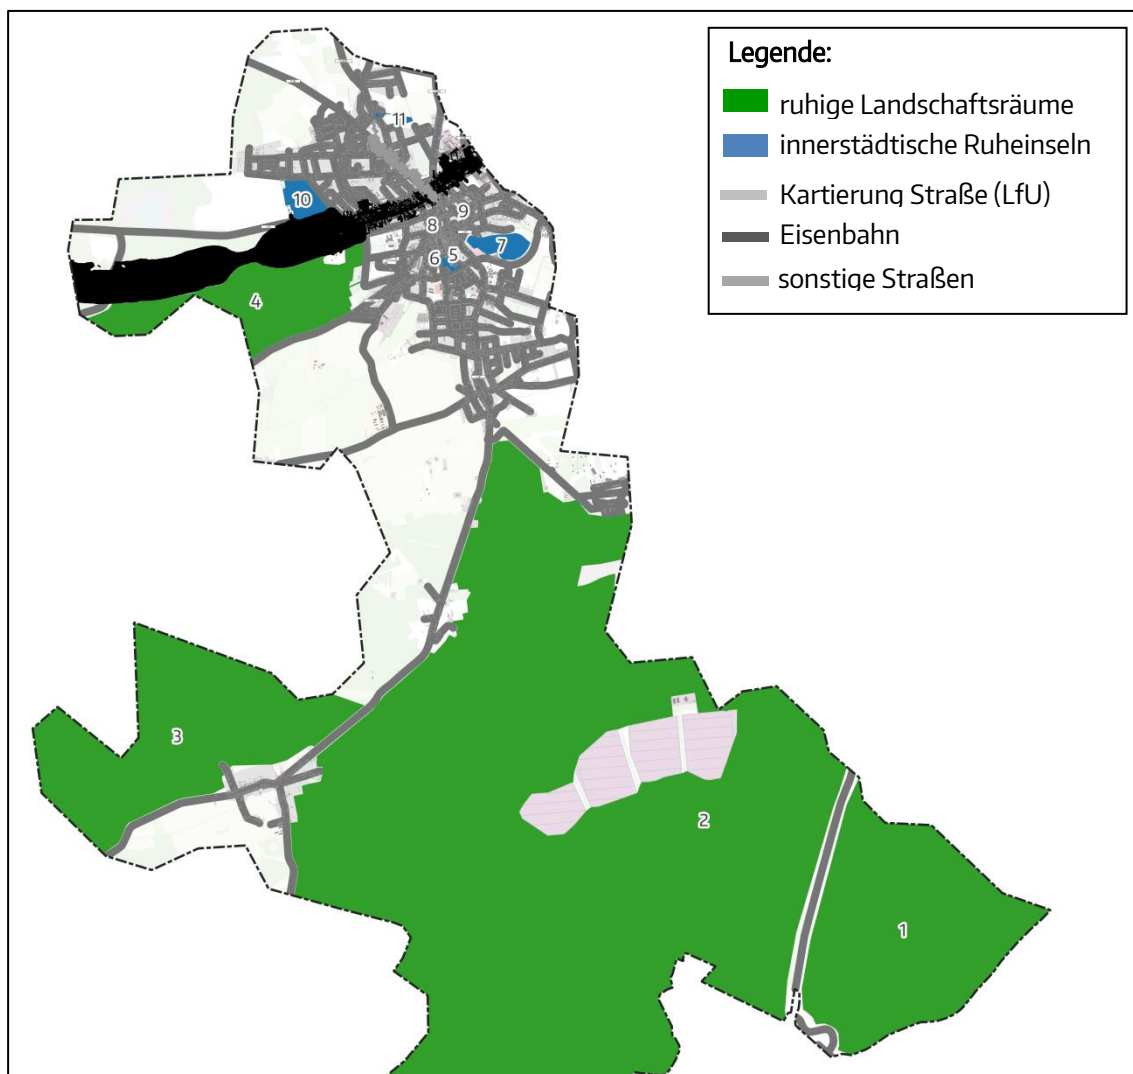 Legende:
ruhige Landschaftsräume
innerstädtische Ruheinseln
Kartierung Straße (LfU)
Eisenbahn
sonstige Straßen
11
10
9
8
7
6
5
4
3
2
1